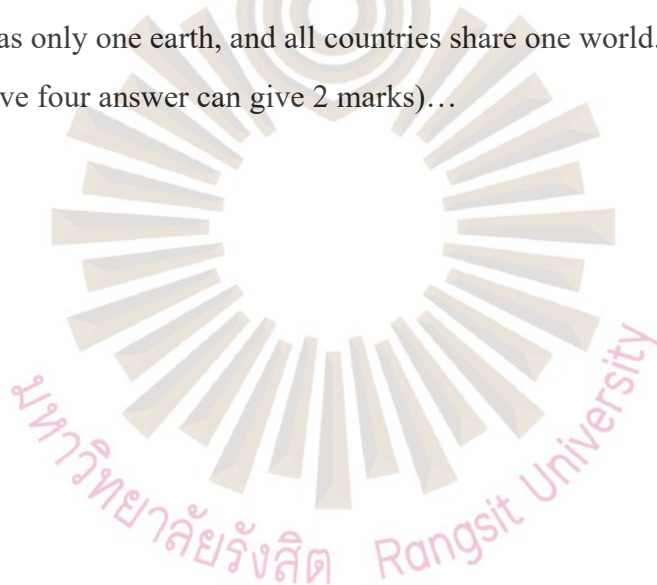 as only one earth, and all countries share one world.
ve four answer can give 2 marks)…
มหาวิทยาลัยรังสิต Rangsit University